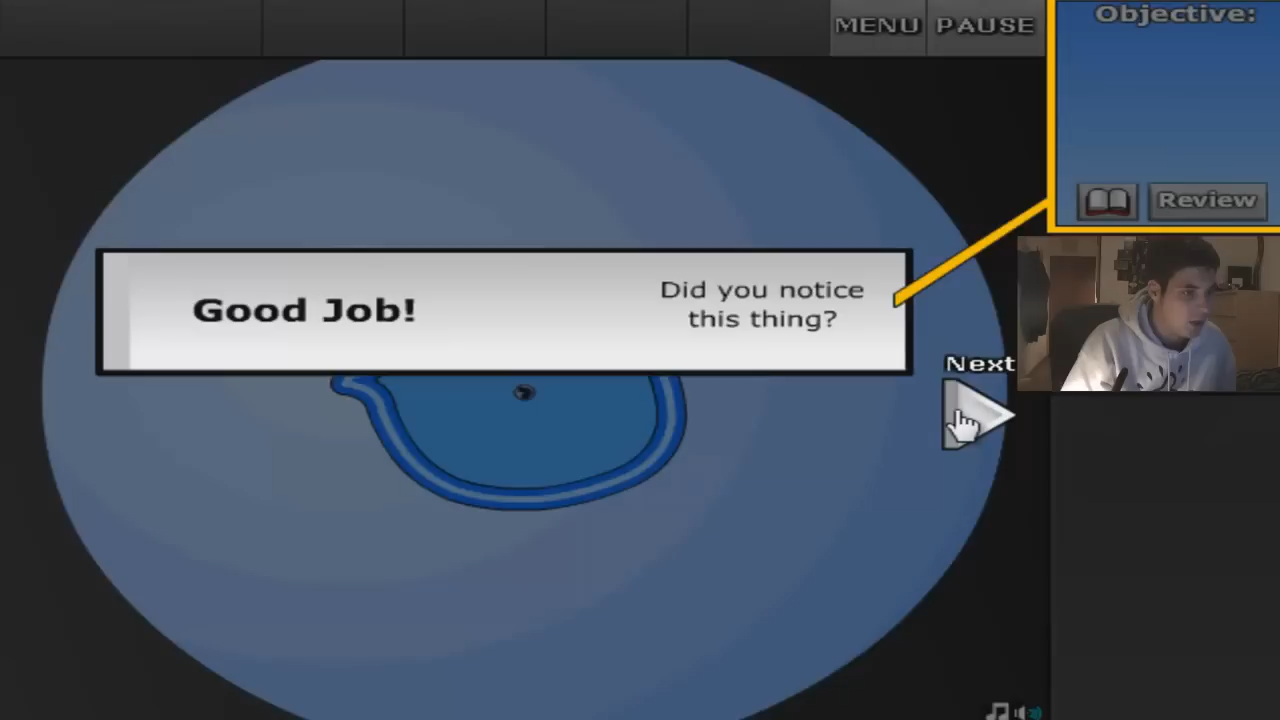 MENU PAUSE
Objective:
Review
Good Job!
Did you notice
this thing?
Next